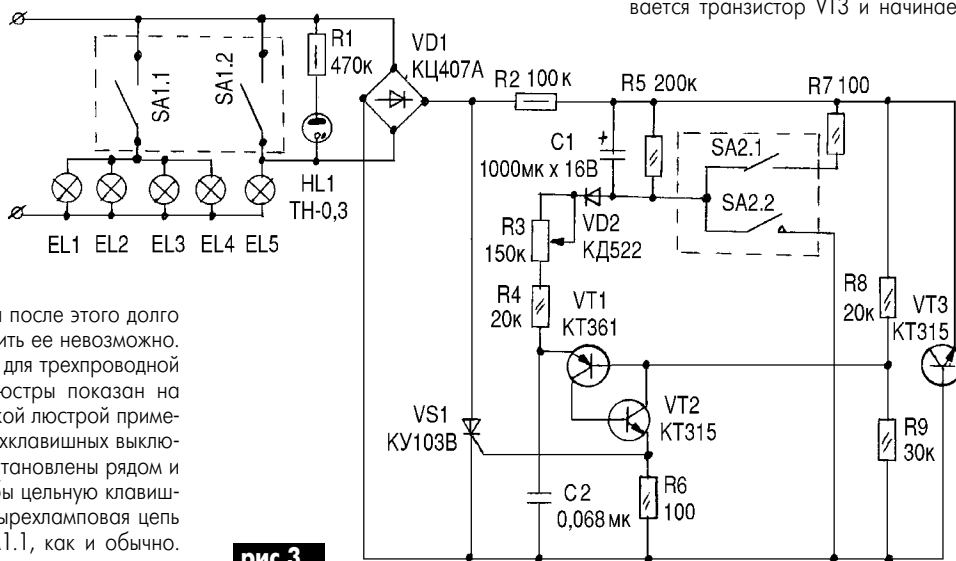 вается транзистор VT3 и начинае
R1
470к
VD1
КЦ407А
SA1.1
SA1.2
R2 100 к
R5 200к
R7 100
C1
1000мк х 16В
+
SA2.1
SA2.2
HL1
ТН-0,3
VD2
КД522
EL1 EL2 EL3 EL4 EL5
R3
150к
R4
20к
VT1
КТ361
R8
20к
VT3
КТ315
после этого долго
ить ее невозможно.
для трехпроводной
юстры показан на
кой люстрой приме-
хклавишных выклю-
тановлены рядом и
бы цельную клавиш-
ырехламповая цепь
1.1, как и обычно.
VS1
КУ103В
VT2
КТ315
R9
30к
C2
0,068 мк
R6
100
рис.3